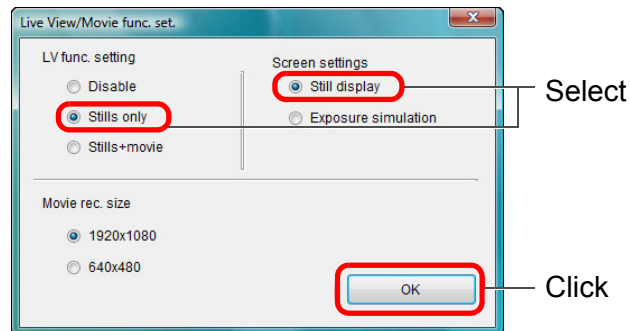 Live View/Movie func. set.
LV func. setting
Disable
Stills only
Stills+movie
Screen settings
Still display
Exposure simulation
Select
Movie rec. size
1920x1080
640x480
OK
Click